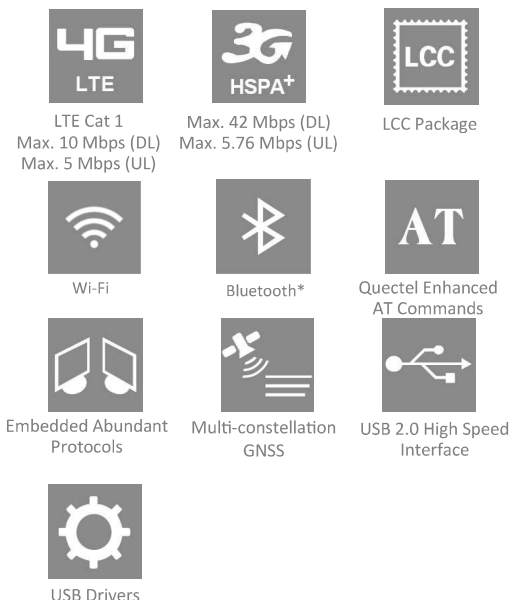 4G
LTE
LTE Cat 1
Max. 10 Mbps (DL)
Max. 5 Mbps (UL)
3G
HSPA+
Max. 42 Mbps (DL)
Max. 5.76 Mbps (UL)
LCC
LCC Package
Wi-Fi
Bluetooth*
AT
Quectel Enhanced
AT Commands
Embedded Abundant
Protocols
Multi-constellation
GNSS
USB 2.0 High Speed
Interface
USB Drivers